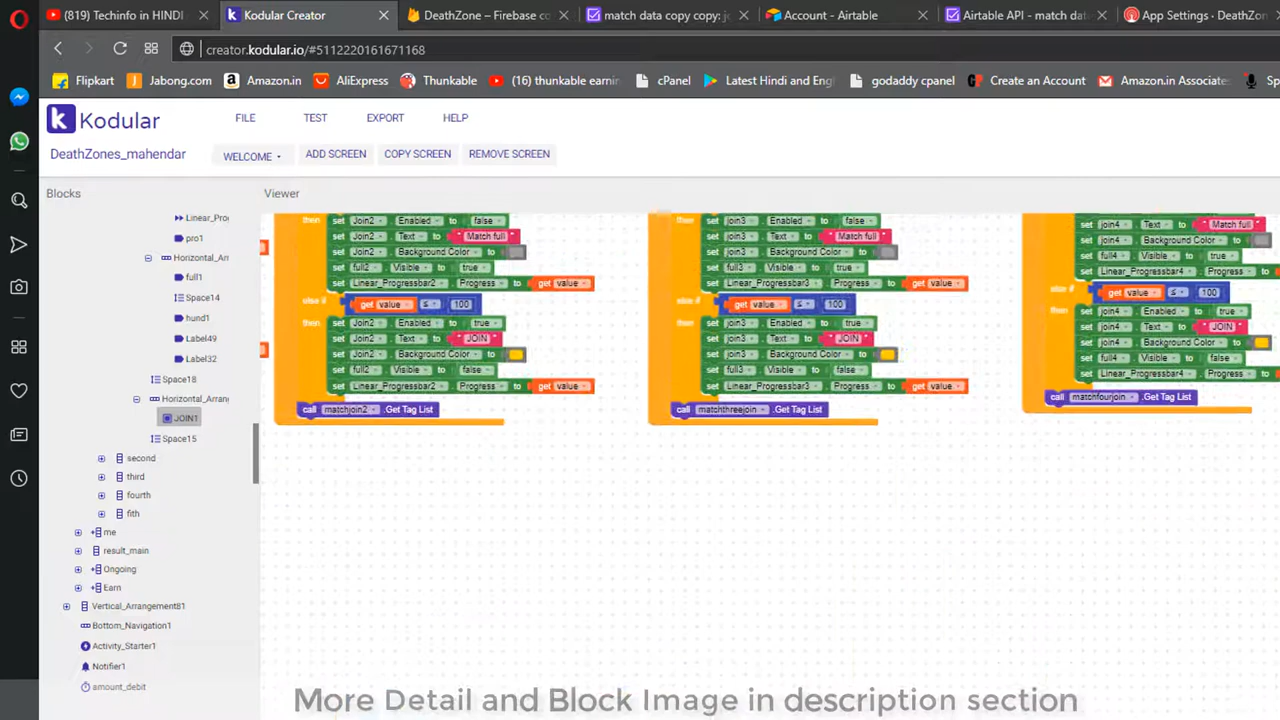 (819) Techinfo in HINDI
Kodular Creator
DeathZone – Firebase co
match data copy copy: j
Account - Airtable
Airtable API - match dat
App Settings · DeathZon
creator.kodular.io/#5112220161671168
Flipkart
Jabong.com
Amazon.in
AliExpress
Thunkable
(16) thunkable earnin
cPanel
Latest Hindi and Eng
godaddy cpanel
Create an Account
Amazon.in Associate
Sp
Kodular
FILE
TEST
EXPORT
HELP
DeathZones_mahendar
WELCOME
ADD SCREEN
COPY SCREEN
REMOVE SCREEN
Blocks
Viewer
Linear_Pro
pro1
Horizontal_Arr
full1
Space14
hund1
Label49
Label32
Space18
Horizontal_Arran
JOIN1
Space15
second
third
fourth
fith
me
result_main
Ongoing
Earn
Vertical_Arrangement81
Bottom_Navigation1
Activity_Starter1
Notifier1
amount_debit
then set Join2 . Enabled to false
set Join2 . Text to " Match full "
set Join2 . Background Color to
set full2 . Visible to true
set Linear_Progressbar2 . Progress to get value
else if get value ≤ 100
then set Join2 . Enabled to true
set Join2 . Text to " JOIN "
set Join2 . Background Color to
set full2 . Visible to false
set Linear_Progressbar2 . Progress to get value
call matchjoin2 .Get Tag List
then set join3 . Enabled to false
set join3 . Text to " Match full "
set join3 . Background Color to
set full3 . Visible to true
set Linear_Progressbar3 . Progress to get value
else if get value ≤ 100
then set join3 . Enabled to true
set join3 . Text to " JOIN "
set join3 . Background Color to
set full3 . Visible to false
set Linear_Progressbar3 . Progress to get value
call matchthreejoin .Get Tag List
set join4 . Text to " Match full "
set join4 . Background Color to
set full4 . Visible to true
set Linear_Progressbar4 . Progress to
else if get value ≤ 100
then set join4 . Enabled to true
set join4 . Text to " JOIN "
set join4 . Background Color to
set full4 . Visible to false
set Linear_Progressbar4 . Progress to
call matchfourjoin .Get Tag List
More Detail and Block Image in description section